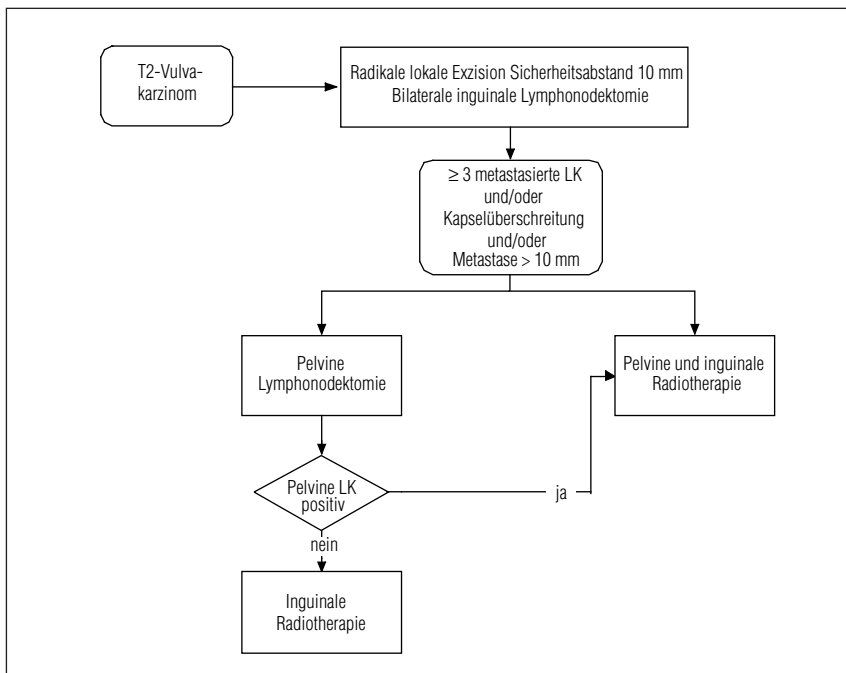 T2-Vulva-
karzinom
Radikale lokale Exzision Sicherheitsabstand 10 mm
Bilaterale inguinale Lymphonodektomie
≥ 3 metastasierte LK
und/oder
Kapselüberschreitung
und/oder
Metastase > 10 mm
Pelvine
Lymphonodektomie
Pelvine und inguinale
Radiotherapie
Pelvine LK
positiv
ja
nein
Inguinale
Radiotherapie